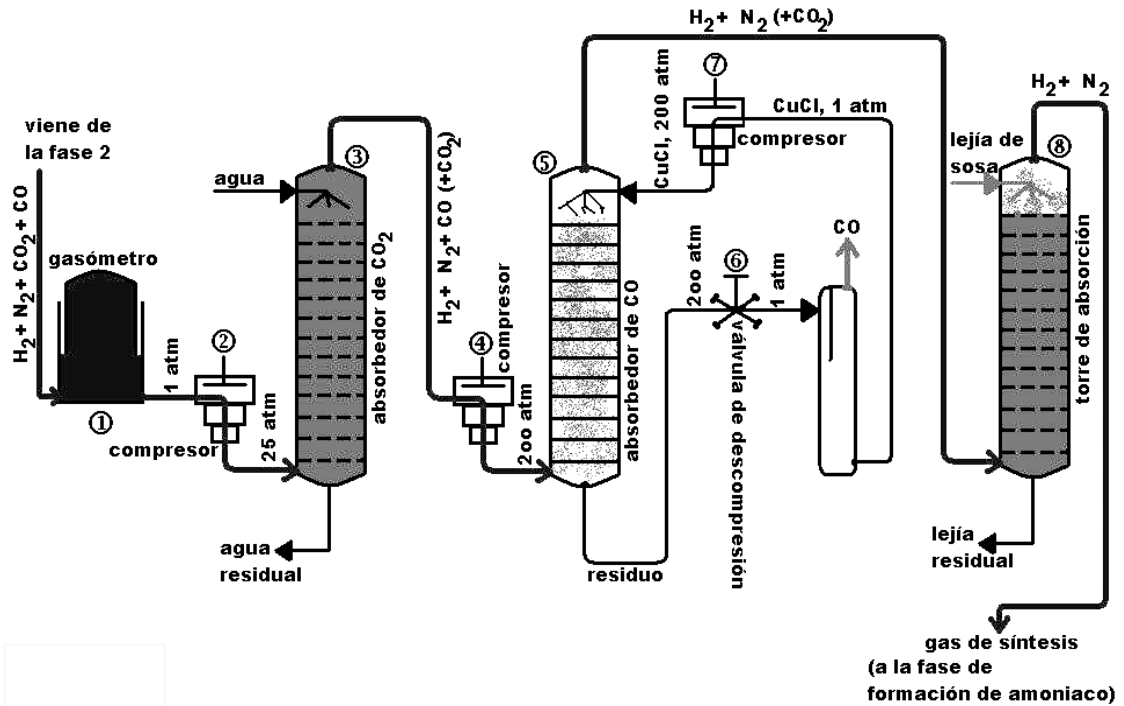 H2+ N2 (+CO2)
viene de
la fase 2
H2+ N2+ CO2 + CO
gasómetro
①
1 atm
②
compresor
25 atm
agua
③
absorbedor de CO2
agua
residual
H2+ N2+ CO (+CO2)
④
compresor
2oo atm
⑤
absorbedor de CO
residuo
CuCl, 200 atm
⑦
compresor
CuCl, 1 atm
2oo atm
⑥
1 atm
válvula de descompresión
CO
lejía de
sosa
⑧
H2+ N2
torre de absorción
lejía
residual
gas de síntesis
(a la fase de
formación de amoniaco)